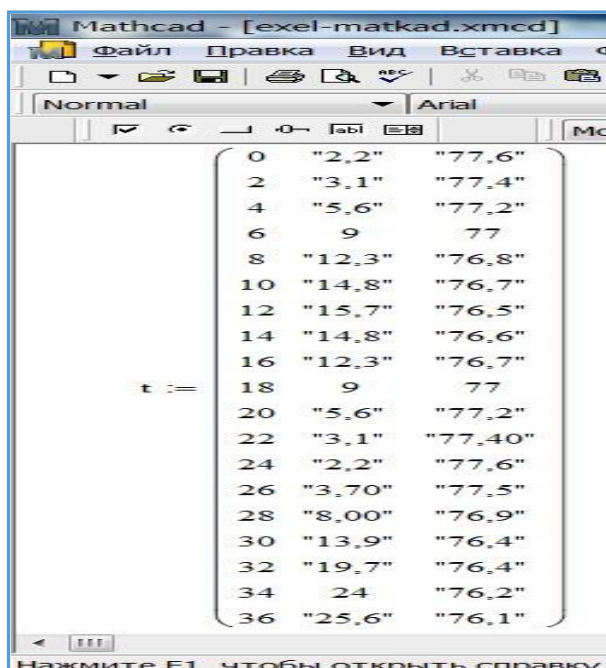 Mathcad - [exel-matkad.xmcd]
Файл Правка Вид Вставка
Normal Arial
0 "2,2" "77,6"
2 "3,1" "77,4"
4 "5,6" "77,2"
6 9 77
8 "12,3" "76,8"
10 "14,8" "76,7"
12 "15,7" "76,5"
14 "14,8" "76,6"
16 "12,3" "76,7"
t := 18 9 77
20 "5,6" "77,2"
22 "3,1" "77,40"
24 "2,2" "77,6"
26 "3,70" "77,5"
28 "8,00" "76,9"
30 "13,9" "76,4"
32 "19,7" "76,4"
34 24 "76,2"
36 "25,6" "76,1"
Нажмите F1, чтобы открыть справку